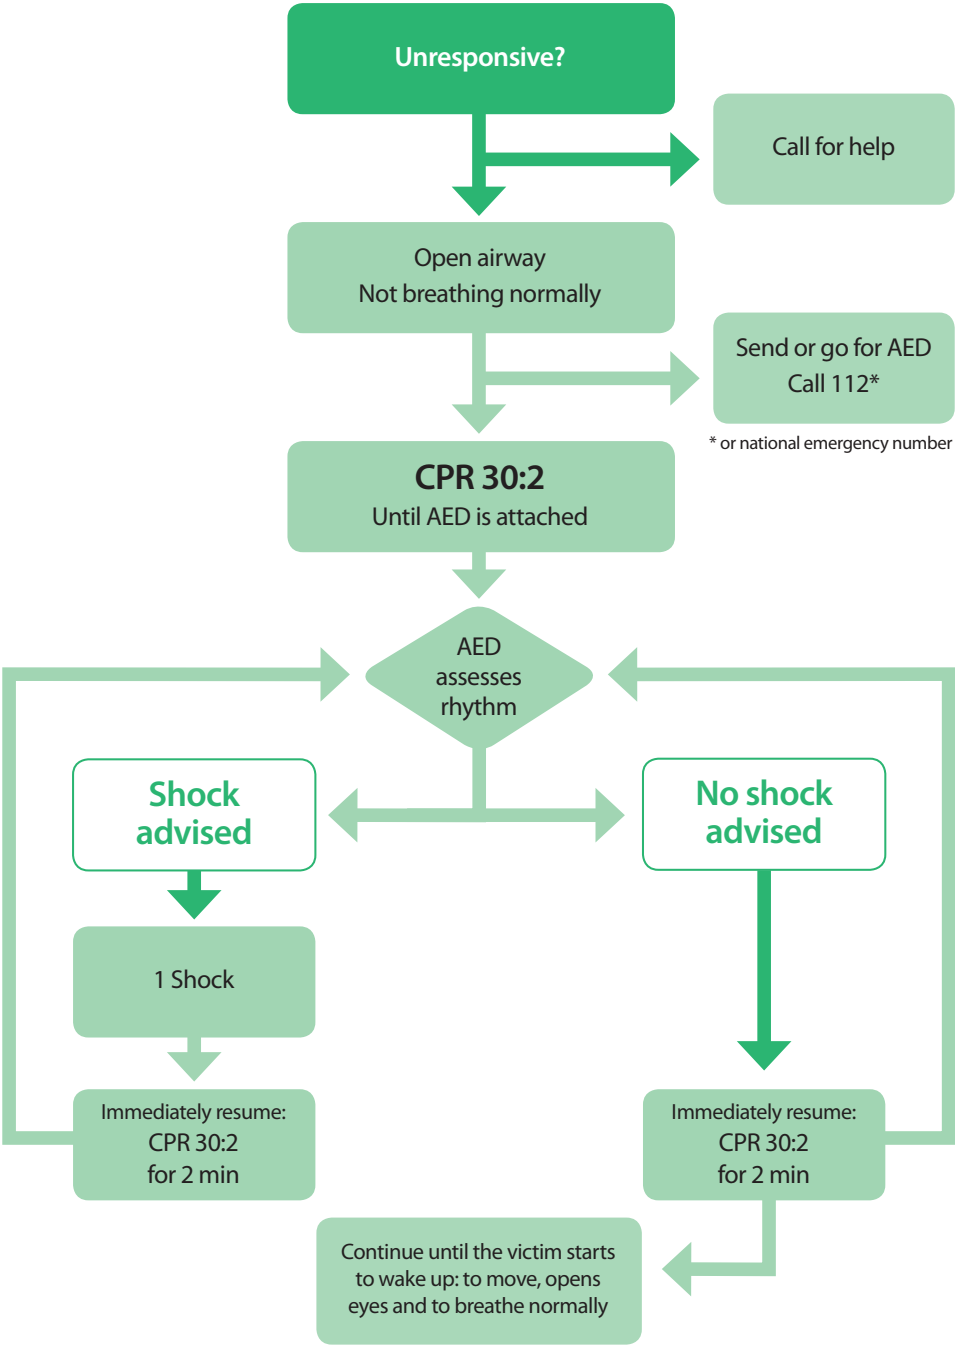 Unresponsive?
Call for help
Open airway
Not breathing normally
Send or go for AED
Call 112*
* or national emergency number
CPR 30:2
Until AED is attached
AED
assesses
rhythm
Shock
advised
No shock
advised
1 Shock
Immediately resume:
CPR 30:2
for 2 min
Immediately resume:
CPR 30:2
for 2 min
Continue until the victim starts
to wake up: to move, opens
eyes and to breathe normally